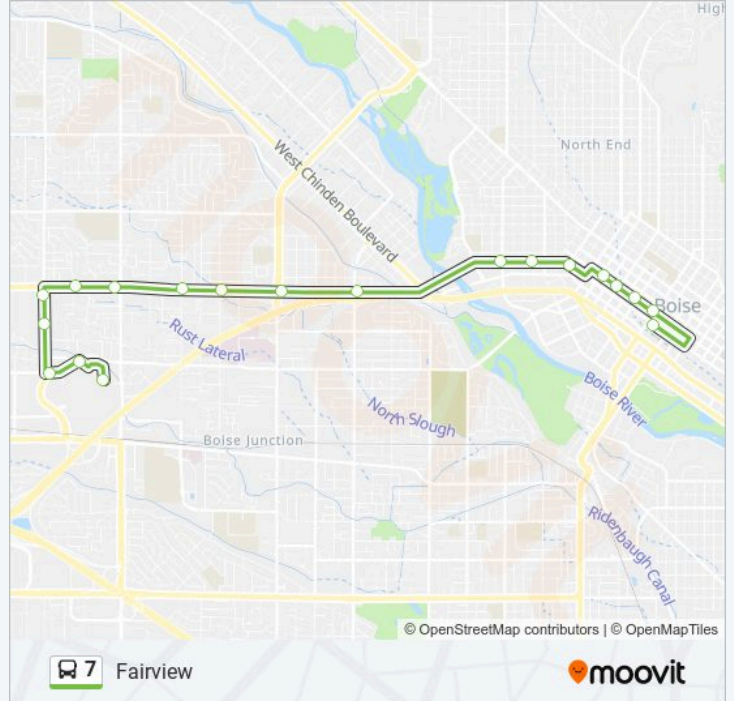 High
North End
West Chinden Boulevard
Boise
Rust Lateral
Boise River
North Slough
Boise Junction
Ridenbaugh Canal
© OpenStreetMap contributors | © OpenMapTiles
7 Fairview
moovit